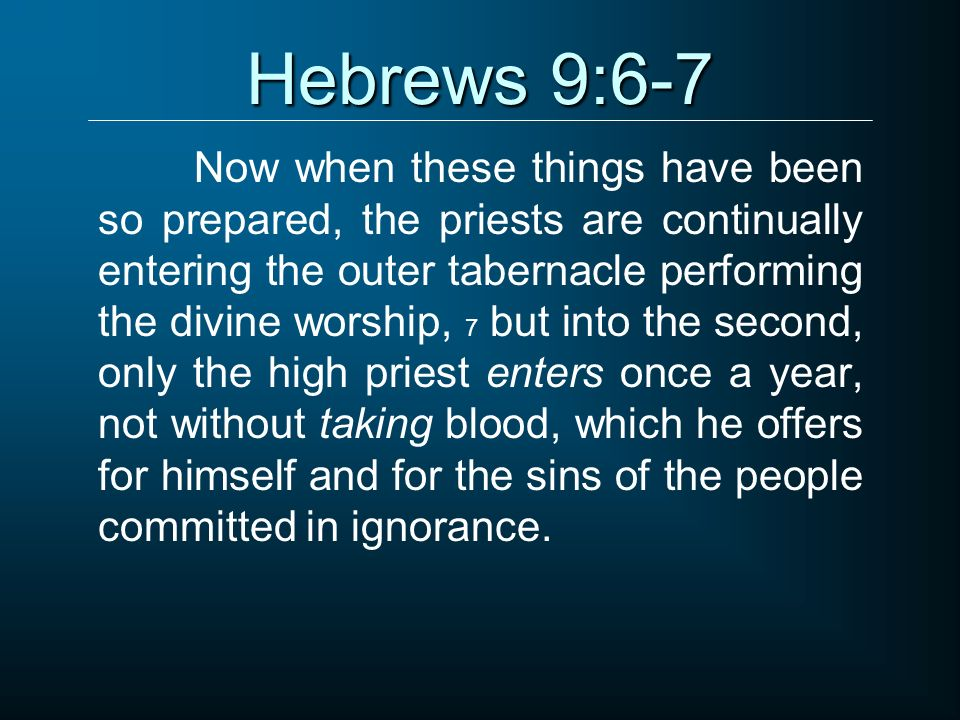 Hebrews 9:6-7
Now when these things have been
so prepared, the priests are continually
entering the outer tabernacle performing
the divine worship, 7 but into the second,
only the high priest enters once a year,
not without taking blood, which he offers
for himself and for the sins of the people
committed in ignorance.